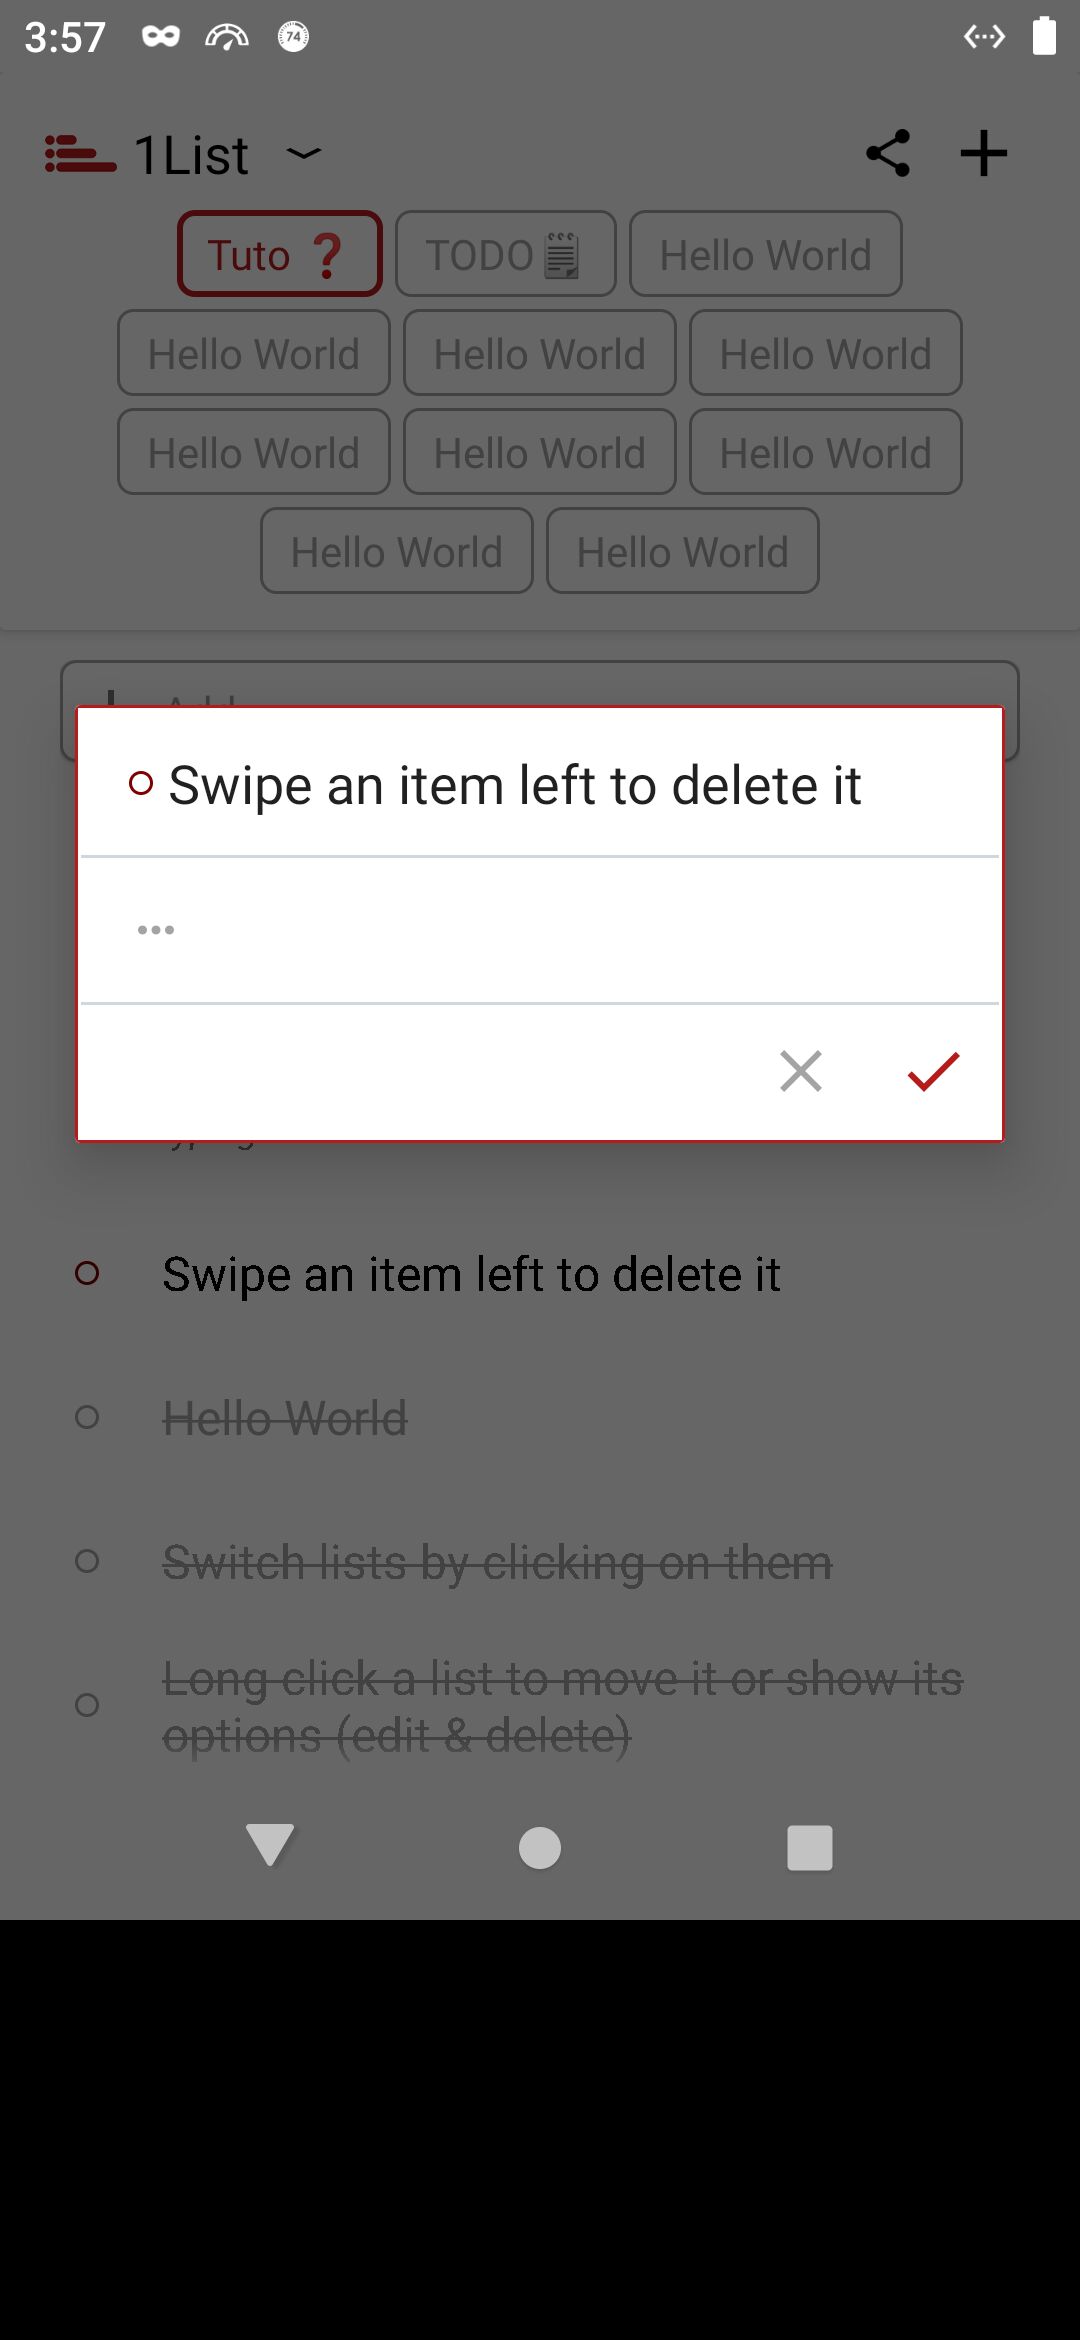 3:57
74
1List
Tuto ❓ TODO🗒 Hello World
Hello World Hello World Hello World
Hello World Hello World Hello World
Hello World Hello World
Swipe an item left to delete it
...
Swipe an item left to delete it
Hello World
Switch lists by clicking on them
Long click a list to move it or show its
options (edit & delete)